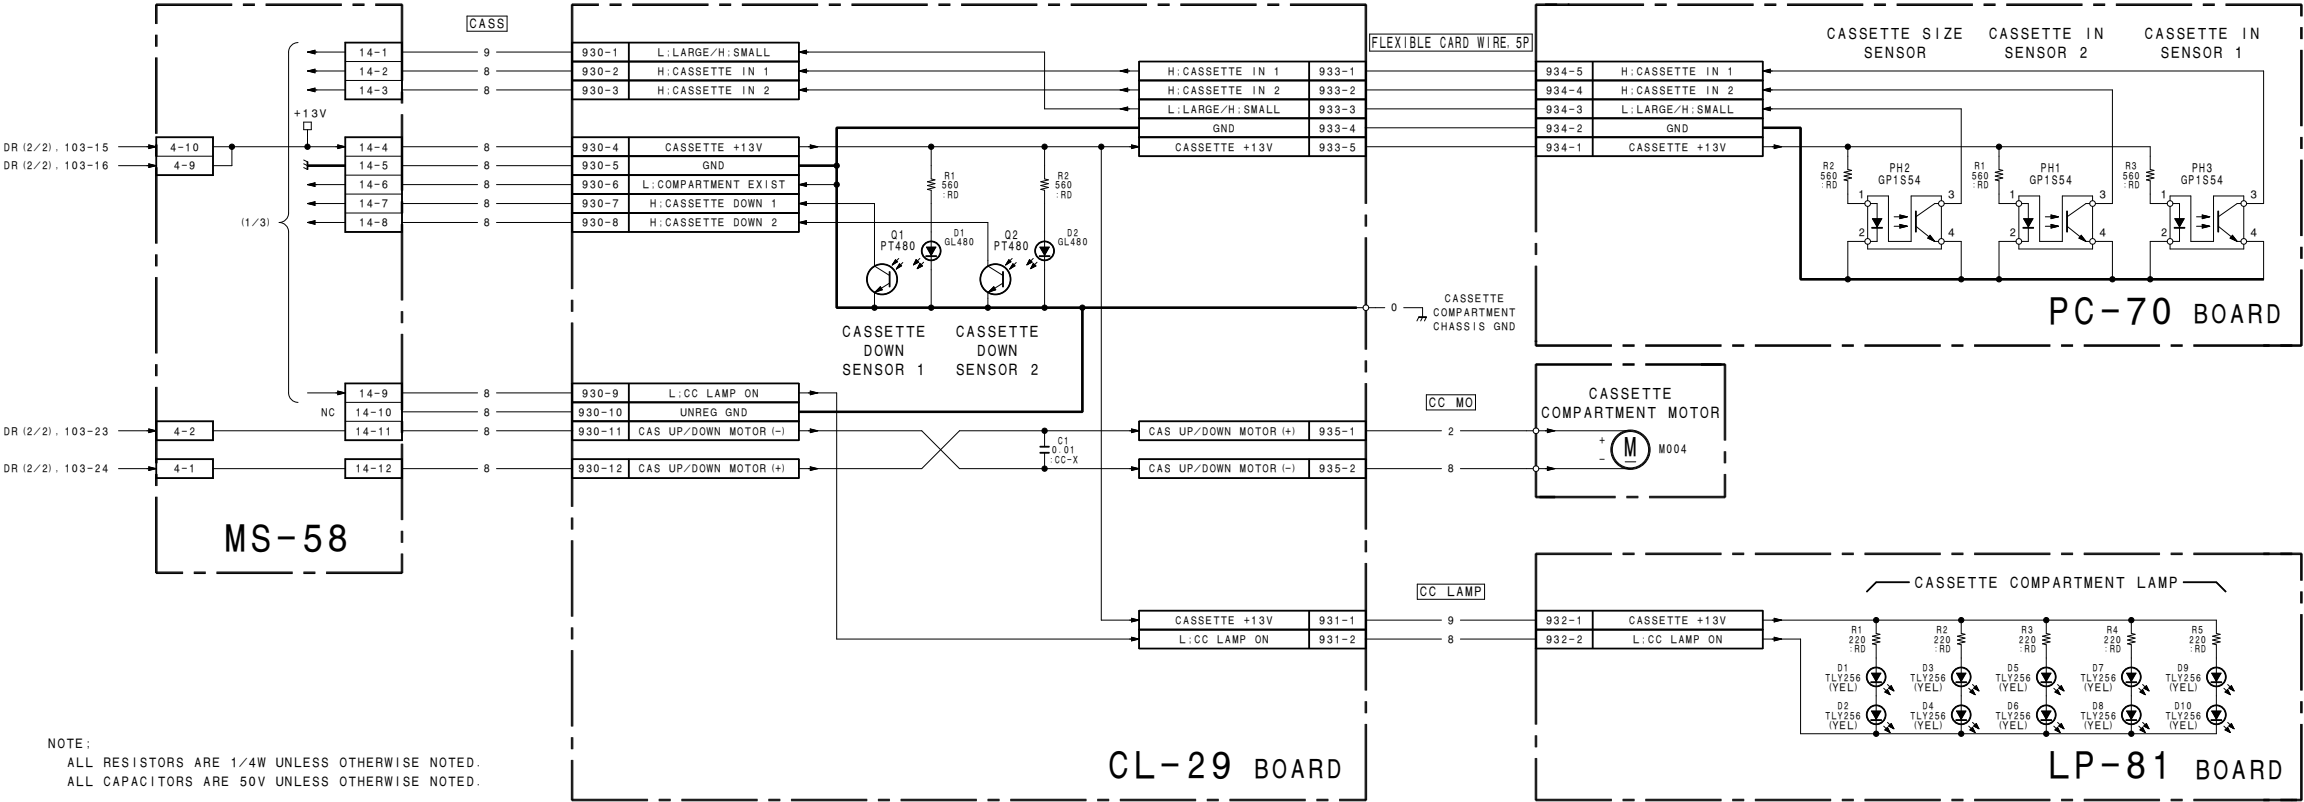 CASS
14-1
9
930-1
L;LARGE/H;SMALL
14-2
8
930-2
H;CASSETTE IN 1
14-3
8
930-3
H;CASSETTE IN 2
+13V
DR (2/2), 103-15
4-10
14-4
8
930-4
CASSETTE +13V
DR (2/2), 103-16
4-9
14-5
8
930-5
GND
14-6
8
930-6
L;COMPARTMENT EXIST
(1/3)
14-7
8
930-7
H;CASSETTE DOWN 1
14-8
8
930-8
H;CASSETTE DOWN 2
14-9
8
930-9
L;CC LAMP ON
NC
14-10
8
930-10
UNREG GND
DR (2/2), 103-23
4-2
14-11
8
930-11
CAS UP/DOWN MOTOR (-)
DR (2/2), 103-24
4-1
14-12
8
930-12
CAS UP/DOWN MOTOR (+)
MS-58
R1
560
:RD
R2
560
:RD
Q1
PT480
D1
GL480
Q2
PT480
D2
GL480
CASSETTE
DOWN
SENSOR 1
CASSETTE
DOWN
SENSOR 2
C1
0.01
:CC-X
H;CASSETTE IN 1
933-1
H;CASSETTE IN 2
933-2
L;LARGE/H;SMALL
933-3
GND
933-4
CASSETTE +13V
933-5
0
CASSETTE
COMPARTMENT
CHASSIS GND
CAS UP/DOWN MOTOR (+)
935-1
CAS UP/DOWN MOTOR (-)
935-2
CASSETTE +13V
931-1
L;CC LAMP ON
931-2
CL-29 BOARD
FLEXIBLE CARD WIRE, 5P
934-5
H;CASSETTE IN 1
934-4
H;CASSETTE IN 2
934-3
L;LARGE/H;SMALL
934-2
GND
934-1
CASSETTE +13V
CASSETTE SIZE
SENSOR
CASSETTE IN
SENSOR 2
CASSETTE IN
SENSOR 1
R2
560
:RD
PH2
GP1S54
1
2
3
4
R1
560
:RD
PH1
GP1S54
1
2
3
4
R3
560
:RD
PH3
GP1S54
1
2
3
4
PC-70 BOARD
CC MO
2
8
CASSETTE
COMPARTMENT MOTOR
+
-
M
M004
CC LAMP
9
8
932-1
CASSETTE +13V
932-2
L;CC LAMP ON
CASSETTE COMPARTMENT LAMP
R1
220
:RD
R2
220
:RD
R3
220
:RD
R4
220
:RD
R5
220
:RD
D1
TLY256
(YEL)
D3
TLY256
(YEL)
D5
TLY256
(YEL)
D7
TLY256
(YEL)
D9
TLY256
(YEL)
D2
TLY256
(YEL)
D4
TLY256
(YEL)
D6
TLY256
(YEL)
D8
TLY256
(YEL)
D10
TLY256
(YEL)
LP-81 BOARD
NOTE;
ALL RESISTORS ARE 1/4W UNLESS OTHERWISE NOTED.
ALL CAPACITORS ARE 50V UNLESS OTHERWISE NOTED.